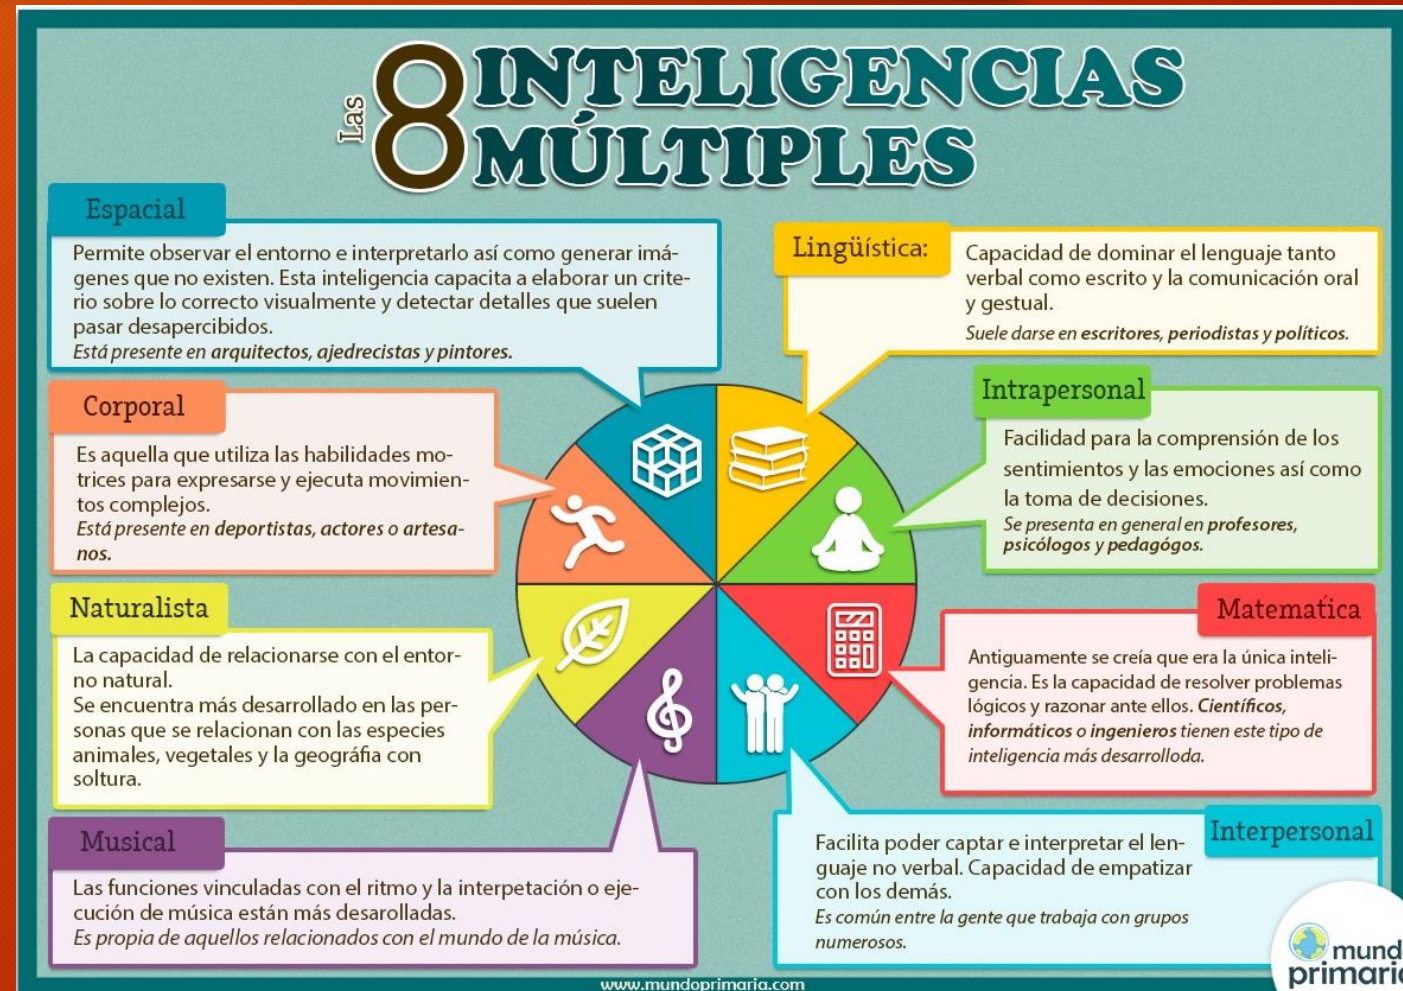 Las 8 INTELIGENCIAS
MÚLTIPLES
Espacial
Permite observar el entorno e interpretarlo así como generar imá-
genes que no existen. Esta inteligencia capacita a elaborar un crite-
rio sobre lo correcto visualmente y detectar detalles que suelen
pasar desapercibidos.
Está presente en arquitectos, ajedrecistas y pintores.
Lingüística:
Capacidad de dominar el lenguaje tanto
verbal como escrito y la comunicación oral
y gestual.
Suele darse en escritores, periodistas y políticos.
Corporal
Es aquella que utiliza las habilidades mo-
trices para expresarse y ejecuta movimien-
tos complejos.
Está presente en deportistas, actores o artesa-
nos.
Intrapersonal
Facilidad para la comprensión de los
sentimientos y las emociones así como
la toma de decisiones.
Se presenta en general en profesores,
psicólogos y pedagógos.
Naturalista
La capacidad de relacionarse con el entor-
no natural.
Se encuentra más desarrollado en las per-
sonas que se relacionan con las especies
animales, vegetales y la geográfia con
soltura.
Matematíca
Antiguamente se creía que era la única inteli-
gencia. Es la capacidad de resolver problemas
lógicos y razonar ante ellos. Científicos,
informáticos o ingenieros tienen este tipo de
inteligencia más desarrolloda.
Musical
Las funciones vinculadas con el ritmo y la interpetación o eje-
cución de música están más desarolladas.
Es propia de aquellos relacionados con el mundo de la música.
Interpersonal
Facilita poder captar e interpretar el len-
guaje no verbal. Capacidad de empatizar
con los demás.
Es común entre la gente que trabaja con grupos
numerosos.
mund
primari
www.mundoprimaria.com